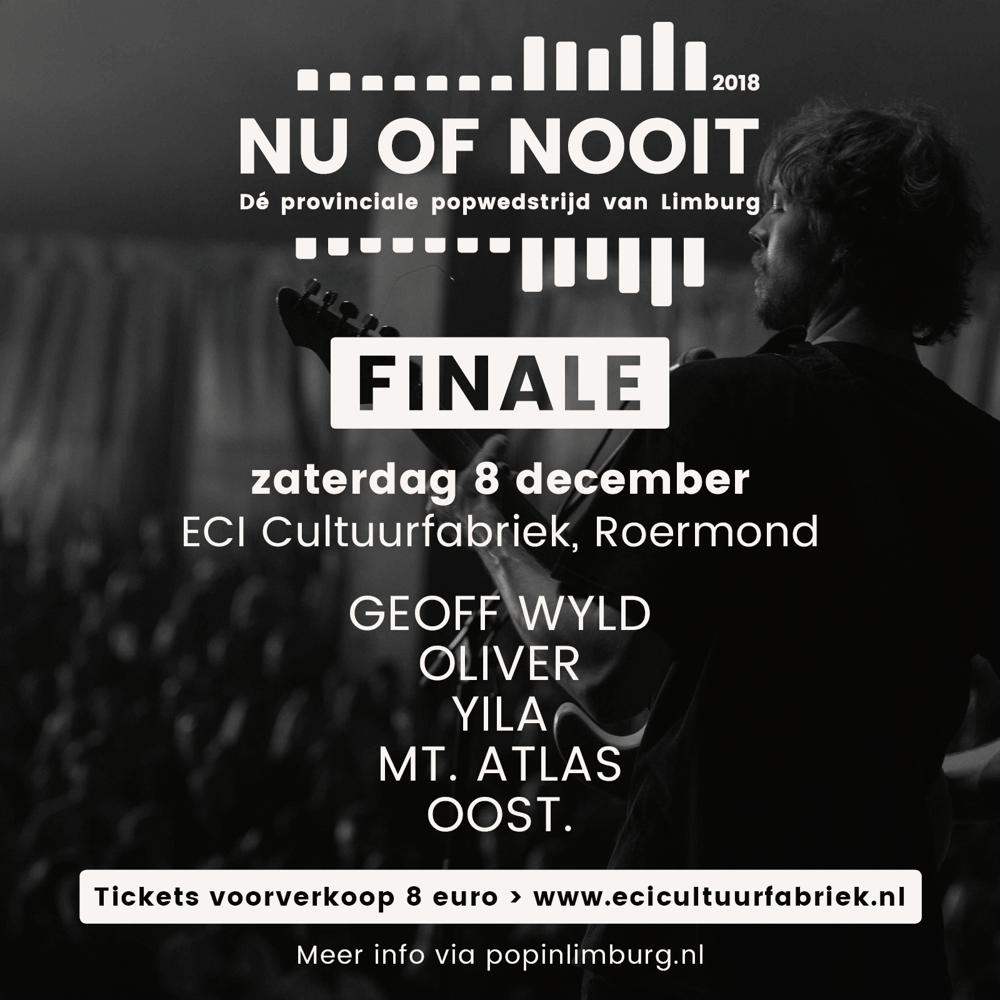 2018
NU OF NOOIT
Dé provinciale popwedstrijd van Limburg
FINALE
zaterdag 8 december
ECI Cultuurfabriek, Roermond
GEOFF WYLD
OLIVER
YILA
MT. ATLAS
OOST.
Tickets voorverkoop 8 euro > www.ecicultuurfabriek.nl
Meer info via popinlimburg.nl